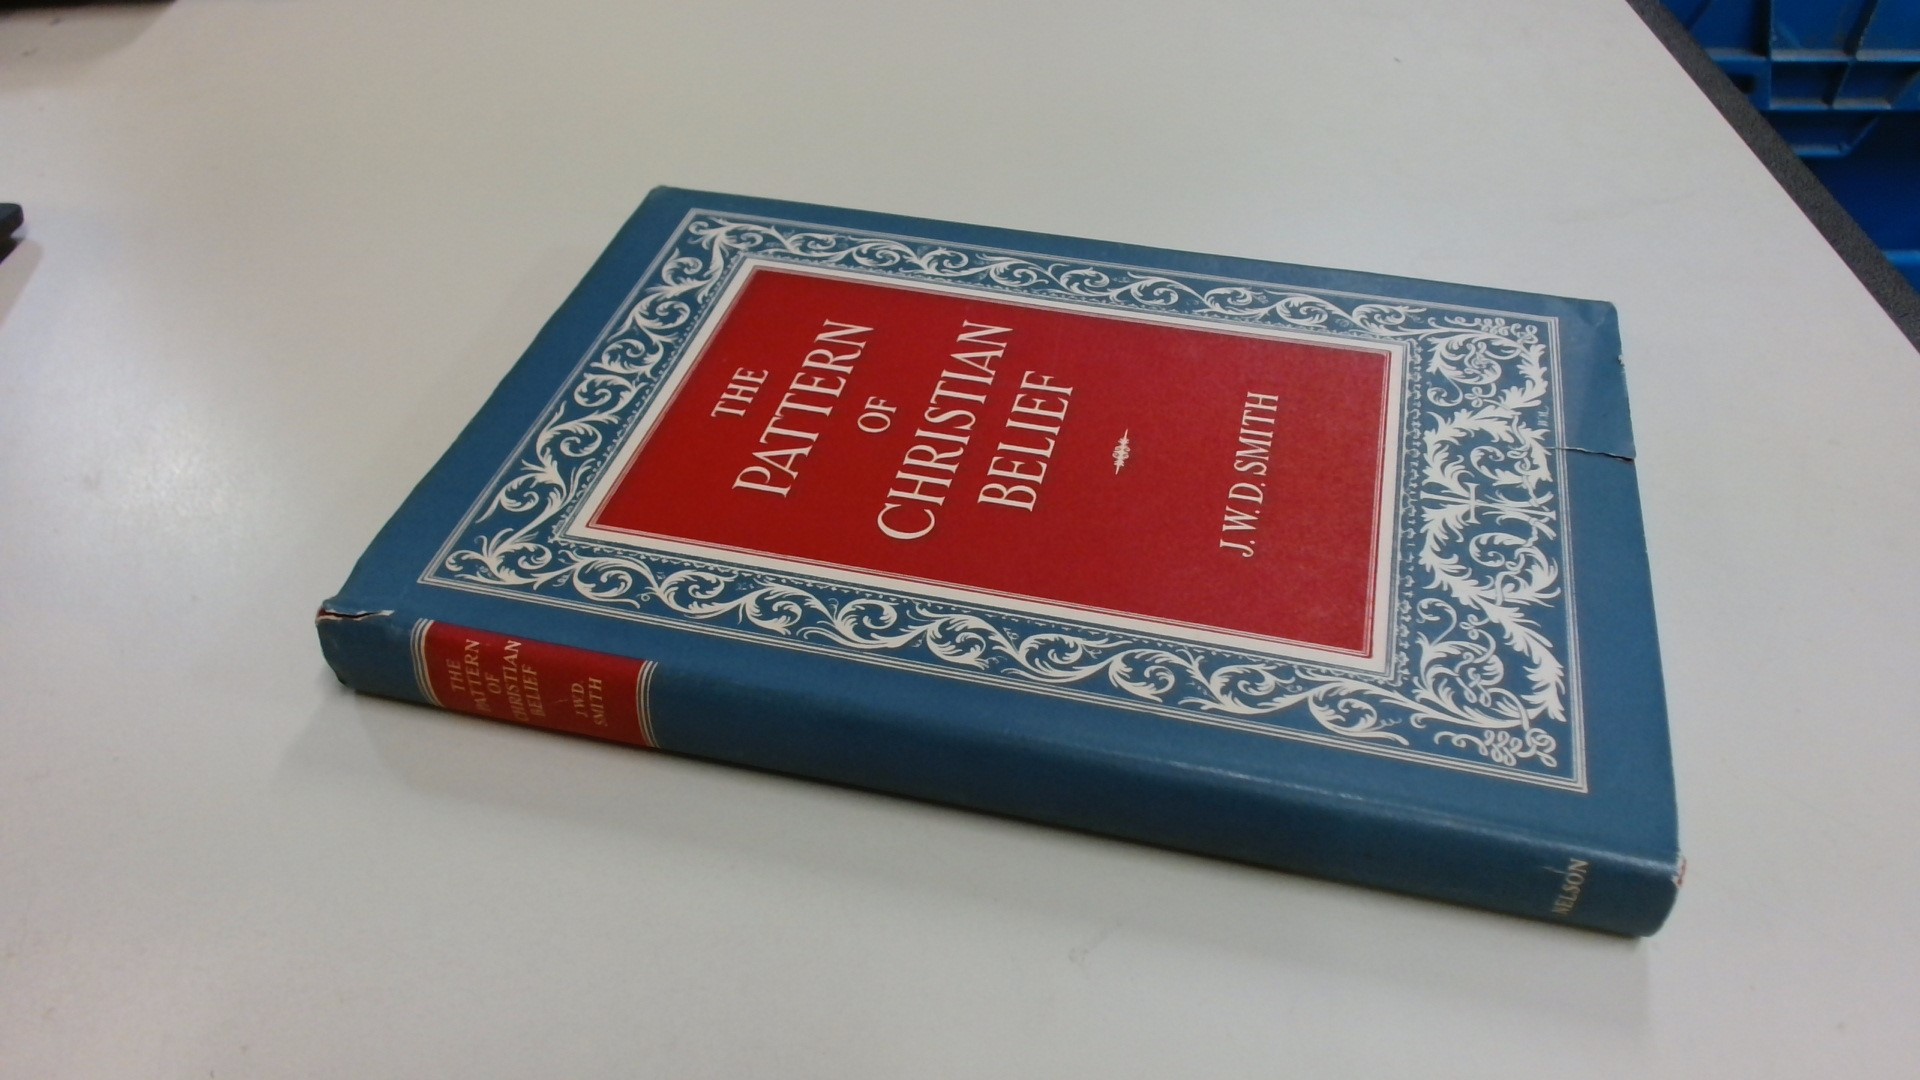 THE
PATTERN
OF
CHRISTIAN
BELIEF
J. W. D. SMITH
THE
PATTERN
OF
CHRISTIAN
BELIEF
J.W.D.
SMITH
NELSON